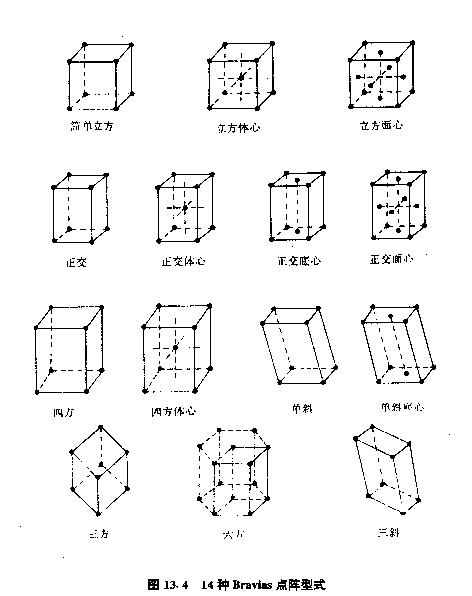 简单立方 立方体心 立方面心
正交 正交体心 正交底心 正交面心
四方 四方体心 单斜 单斜底心
三方 六方 三斜
图 13.4 14 种 Bravias 点阵型式